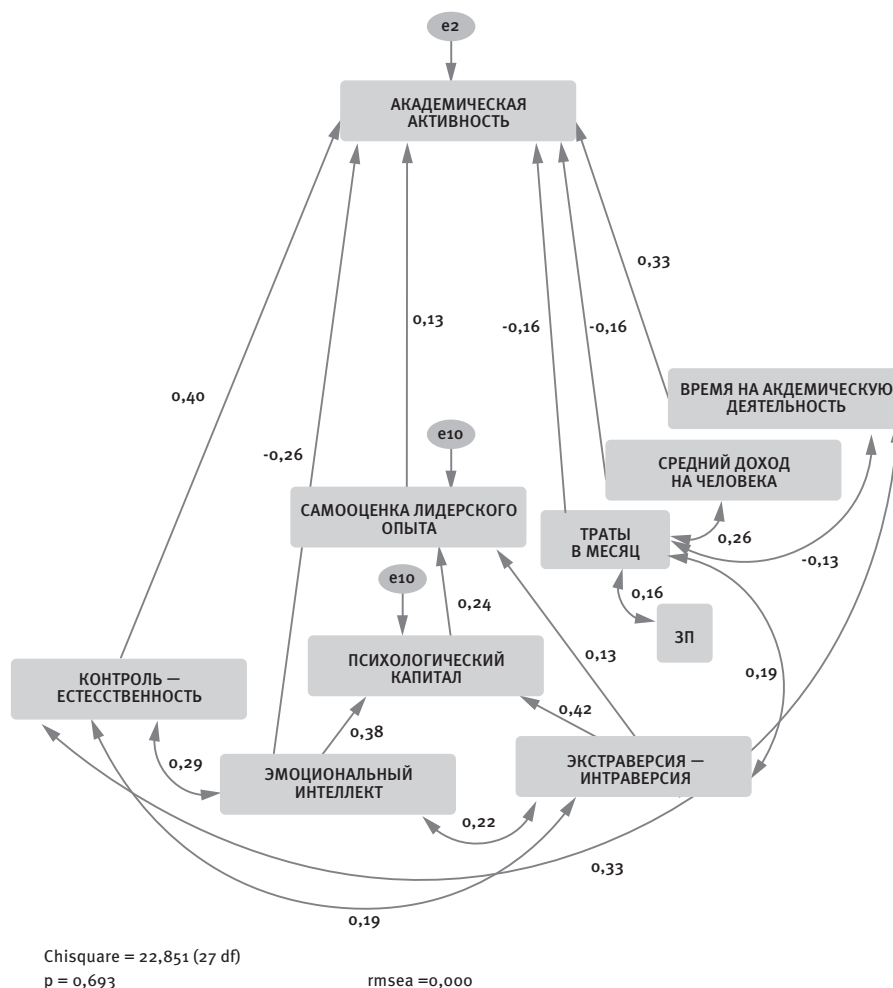 e2
АКАДЕМИЧЕСКАЯ
АКТИВНОСТЬ
0,33
0,13
-0,16
-0,16
ВРЕМЯ НА АКДЕМИЧЕСКУЮ
ДЕЯТЕЛЬНОСТЬ
0,40
e10
-0,26
СРЕДНИЙ ДОХОД
НА ЧЕЛОВЕКА
САМООЦЕНКА ЛИДЕРСКОГО
ОПЫТА
ТРАТЫ
В МЕСЯЦ
0,26
-0,13
e10
0,24
0,16
ЗП
0,13
ПСИХОЛОГИЧЕСКИЙ
КАПИТАЛ
0,19
КОНТРОЛЬ —
ЕСТЕССТВЕННОСТЬ
0,42
0,38
0,29
ЭМОЦИОНАЛЬНЫЙ
ИНТЕЛЛЕКТ
ЭКСТРАВЕРСИЯ —
ИНТРАВЕРСИЯ
0,22
0,33
0,19
Chisquare = 22,851 (27 df)
p = 0,693
rmsea =0,000